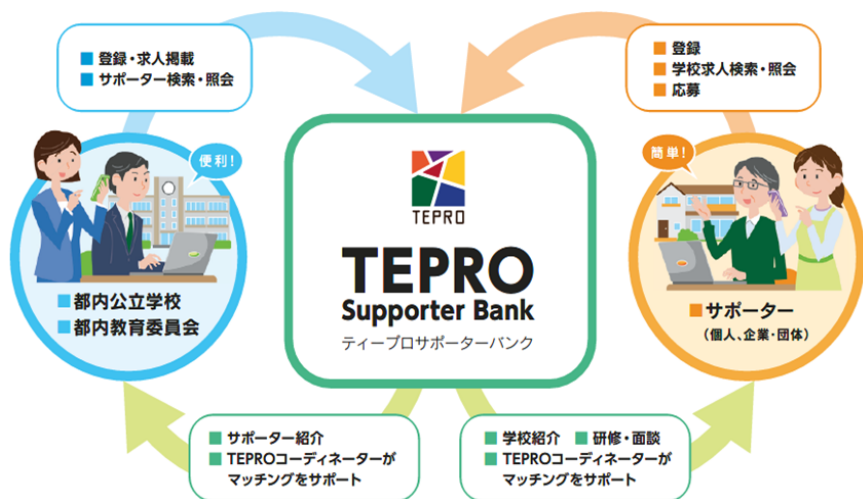 ■ 登録・求人掲載
■ サポーター検索・照会
■ 登録
■ 学校求人検索・照会
■ 応募
便利！
簡単！
TEPRO
TEPRO
Supporter Bank
ティープロサポーターバンク
■ 都内公立学校
■ 都内教育委員会
■ サポーター
（個人、企業・団体）
■ サポーター紹介
■ TEPROコーディネーターが
マッチングをサポート
■ 学校紹介 ■ 研修・面談
■ TEPROコーディネーターが
マッチングをサポート